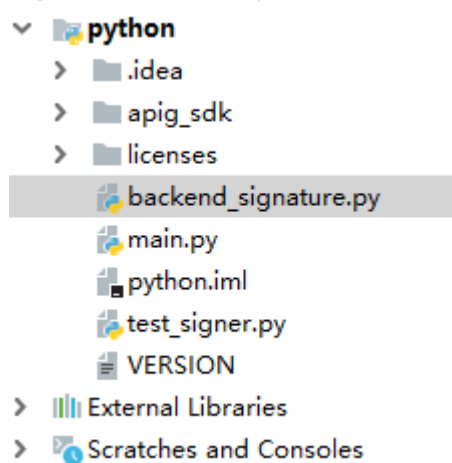 python
.idea
apig_sdk
licenses
backend_signature.py
main.py
python.iml
test_signer.py
VERSION
External Libraries
Scratches and Consoles